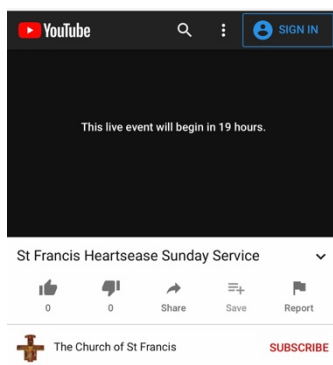 YouTube SIGN IN
This live event will begin in 19 hours.
St Francis Heartsease Sunday Service
0 0 Share Save Report
The Church of St Francis SUBSCRIBE